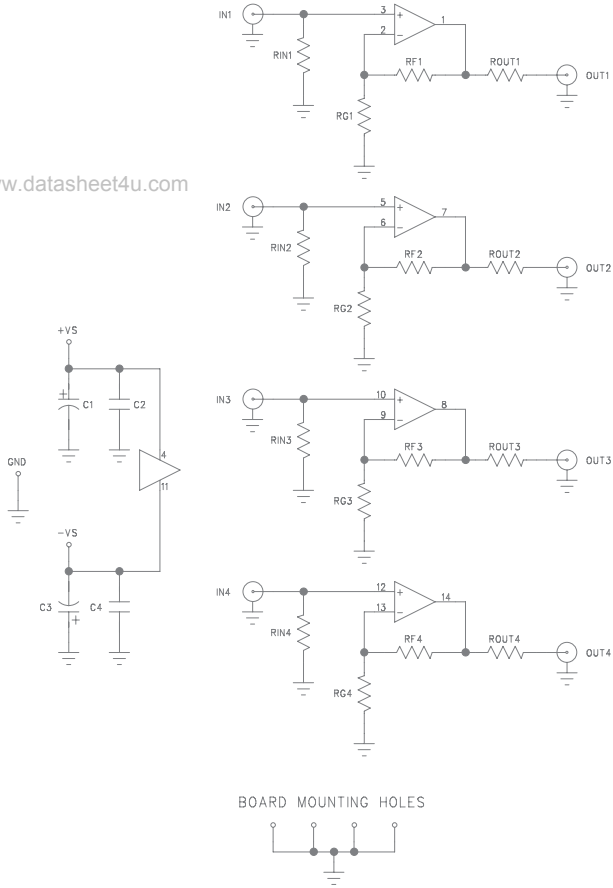 IN1
3
+
1
2
−
RIN1
RF1
ROUT1
OUT1
RG1
w.datasheet4u.com
IN2
5
+
7
6
−
RIN2
RF2
ROUT2
OUT2
RG2
+VS
+
C1
C2
IN3
10
+
8
9
−
RIN3
RF3
ROUT3
OUT3
RG3
4
GND
11
−VS
C3
+
C4
IN4
12
+
14
13
−
RIN4
RF4
ROUT4
OUT4
RG4
BOARD MOUNTING HOLES